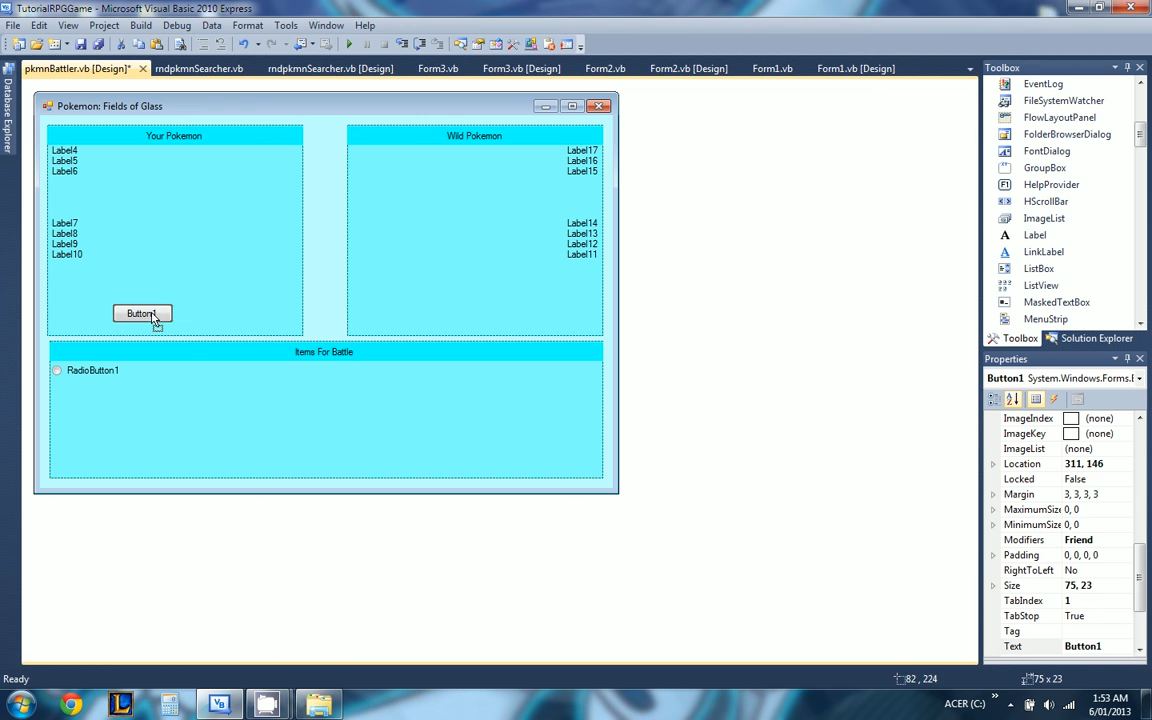 TutorialRPGGame - Microsoft Visual Basic 2010 Express
File Edit View Project Build Debug Data Format Tools Window Help
pkmnBattler.vb [Design]* rndpkmnSearcher.vb rndpkmnSearcher.vb [Design] Form3.vb Form3.vb [Design] Form2.vb Form2.vb [Design] Form1.vb Form1.vb [Design]
Database Explorer
Pokemon: Fields of Glass
Your Pokemon
Label4
Label5
Label6
Label7
Label8
Label9
Label10
Button1
Wild Pokemon
Label17
Label16
Label15
Label14
Label13
Label12
Label11
Items For Battle
RadioButton1
Toolbox
EventLog
FileSystemWatcher
FlowLayoutPanel
FolderBrowserDialog
FontDialog
GroupBox
HelpProvider
HScrollBar
ImageList
Label
LinkLabel
ListBox
ListView
MaskedTextBox
MenuStrip
Toolbox Solution Explorer
Properties
Button1 System.Windows.Forms.
ImageIndex (none)
ImageKey (none)
ImageList (none)
Location 311, 146
Locked False
Margin 3, 3, 3, 3
MaximumSize 0, 0
MinimumSize 0, 0
Modifiers Friend
Padding 0, 0, 0, 0
RightToLeft No
Size 75, 23
TabIndex 1
TabStop True
Tag
Text Button1
Ready 82 , 224 75 x 23
ACER (C:) 1:53 AM
6/01/2013